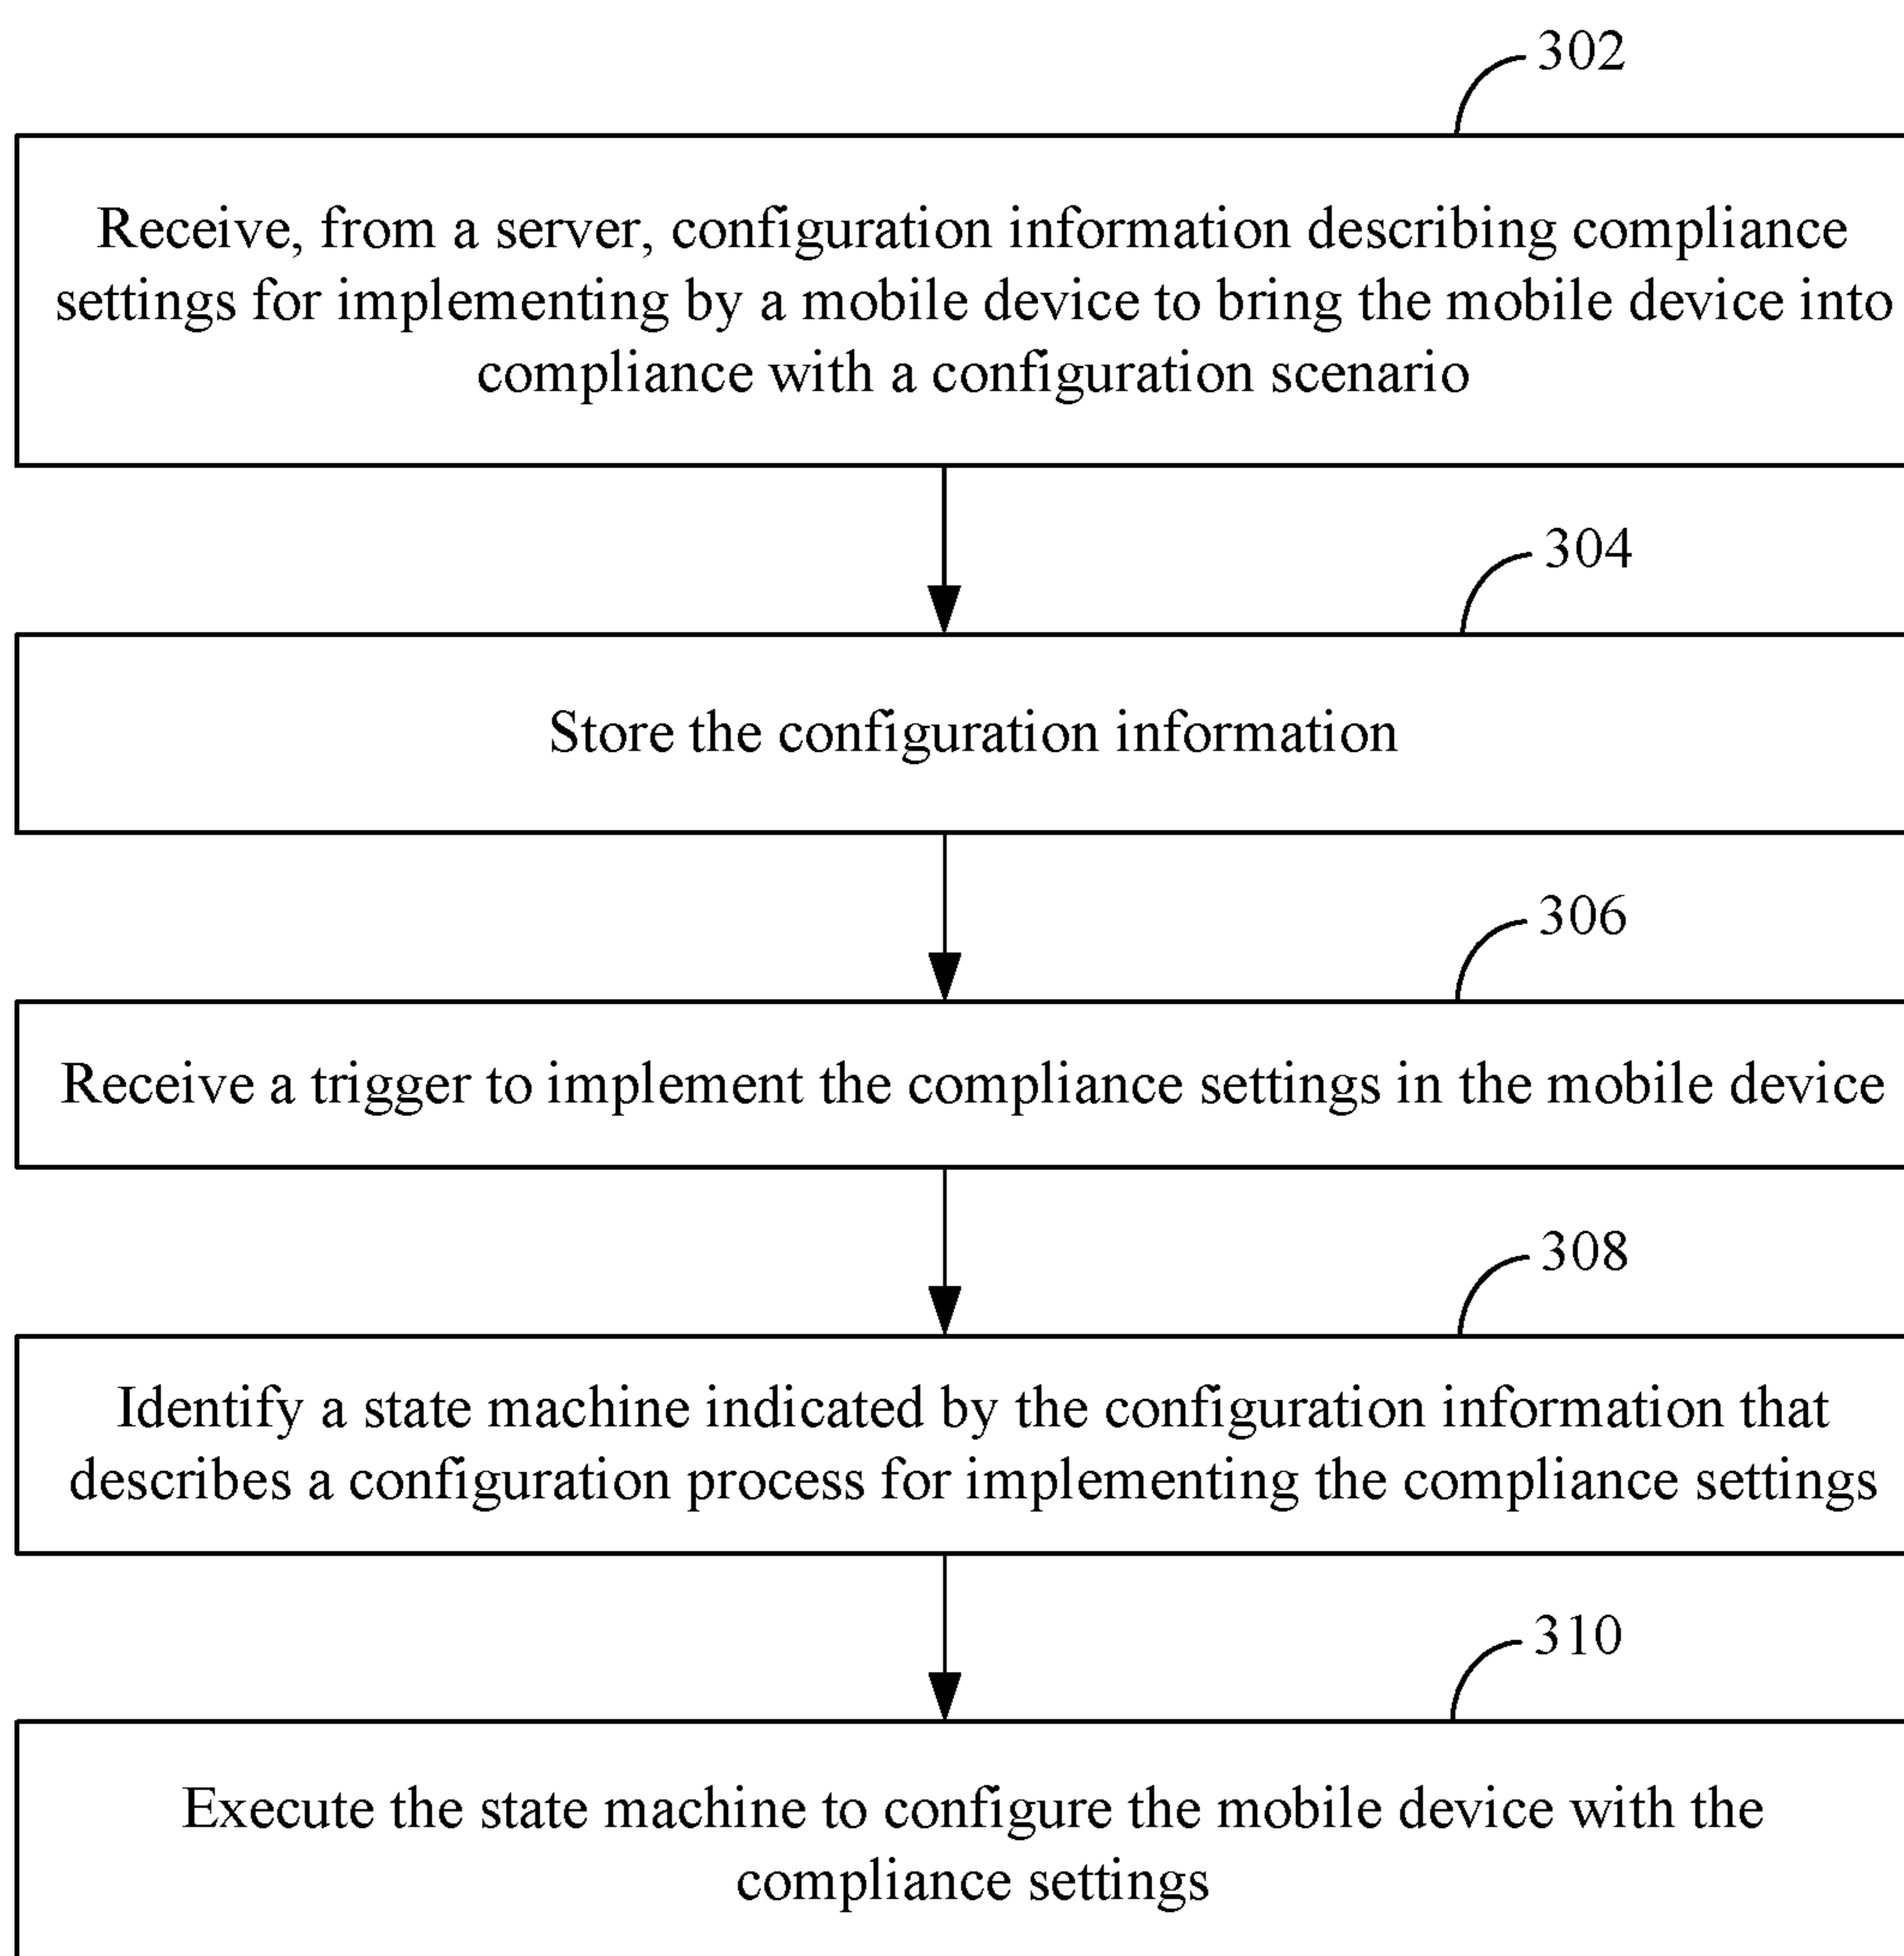 302
Receive, from a server, configuration information describing compliance
settings for implementing by a mobile device to bring the mobile device into
compliance with a configuration scenario
304
Store the configuration information
306
Receive a trigger to implement the compliance settings in the mobile device
308
Identify a state machine indicated by the configuration information that
describes a configuration process for implementing the compliance settings
310
Execute the state machine to configure the mobile device with the
compliance settings